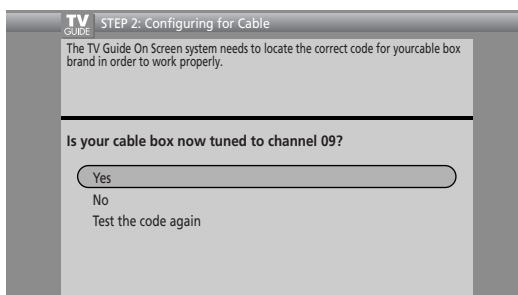 TV
GUIDE
STEP 2: Configuring for Cable
The TV Guide On Screen system needs to locate the correct code for yourcable box
brand in order to work properly.
Is your cable box now tuned to channel 09?
Yes
No
Test the code again